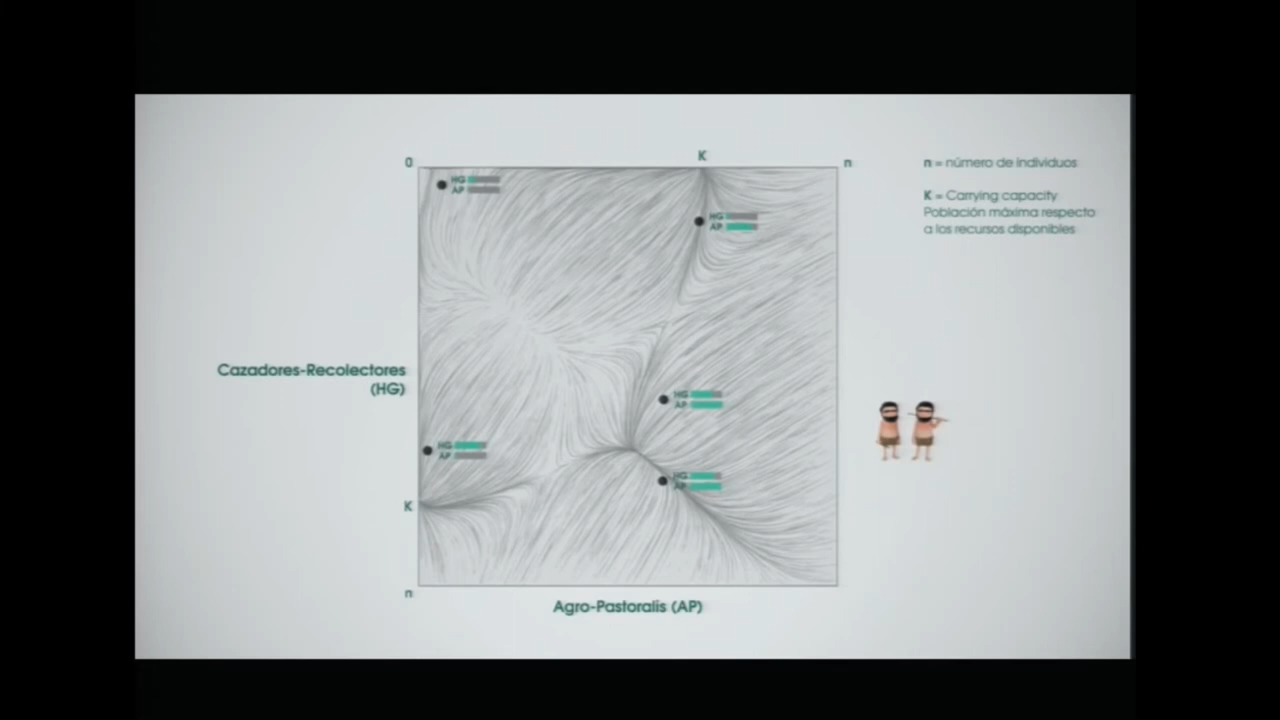 0
K
n
n = número de individuos
K = Carrying capacity
Población máxima respecto
a los recursos disponibles
HG
AP
HG
AP
Cazadores-Recolectores
(HG)
HG
AP
HG
AP
HG
AP
K
n
Agro-Pastoralis (AP)